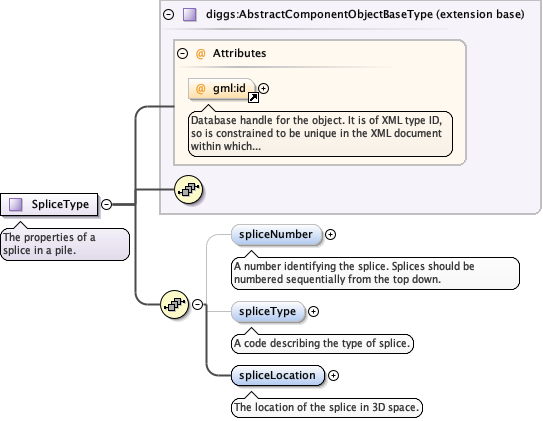 diggs:AbstractComponentObjectBaseType (extension base)
@ Attributes
@ gml:id
Database handle for the object. It is of XML type ID,
so is constrained to be unique in the XML document
within which...
SpliceType
The properties of a
splice in a pile.
spliceNumber
A number identifying the splice. Splices should be
numbered sequentially from the top down.
spliceType
A code describing the type of splice.
spliceLocation
The location of the splice in 3D space.